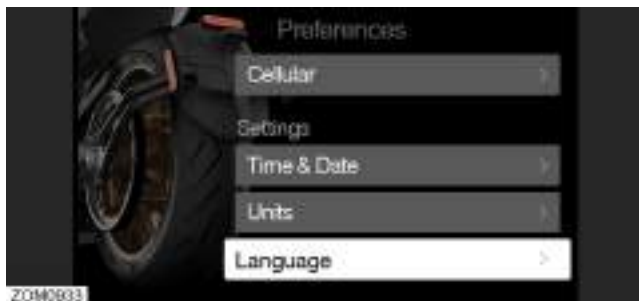 Preferences
Cellular
Settings
Time & Date
Units
Language
ZOM0933